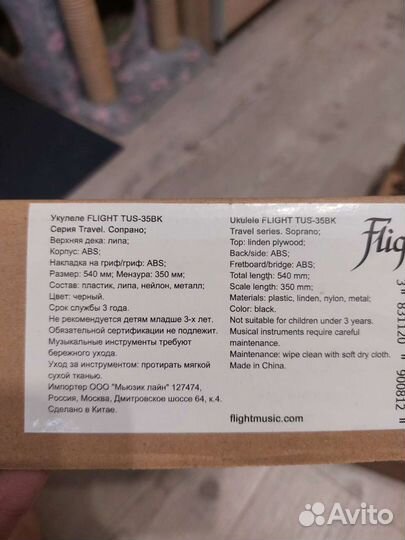 Укулеле FLIGHT TUS-35BK
Серия Travel. Сопрано;
Верхняя дека: липа;
Корпус: ABS;
Накладка на гриф/гриф: ABS;
Размер: 540 мм; Мензура: 350 мм;
Состав: пластик, липа, нейлон, металл;
Цвет: черный.
Срок службы 3 года.
Не рекомендуется детям младше 3-х лет.
Обязательной сертификации не подлежит.
Музыкальные инструменты требуют
бережного ухода.
Уход за инструментом: протирать мягкой
сухой тканью.
Импортер ООО "Мьюзик лайн" 127474,
Россия, Москва, Дмитровское шоссе 64, к.4.
Сделано в Китае.
Ukulele FLIGHT TUS-35BK
Travel series. Soprano;
Top: linden plywood;
Back/side: ABS;
Fretboard/bridge: ABS;
Total length: 540 mm;
Scale length: 350 mm;
Materials: plastic, linden, nylon, metal;
Color: black.
Not suitable for children under 3 years.
Musical instruments require careful
maintenance.
Maintenance: wipe clean with soft dry cloth.
Made in China.
flightmusic.com
Flig
3 831120 900812
Avito